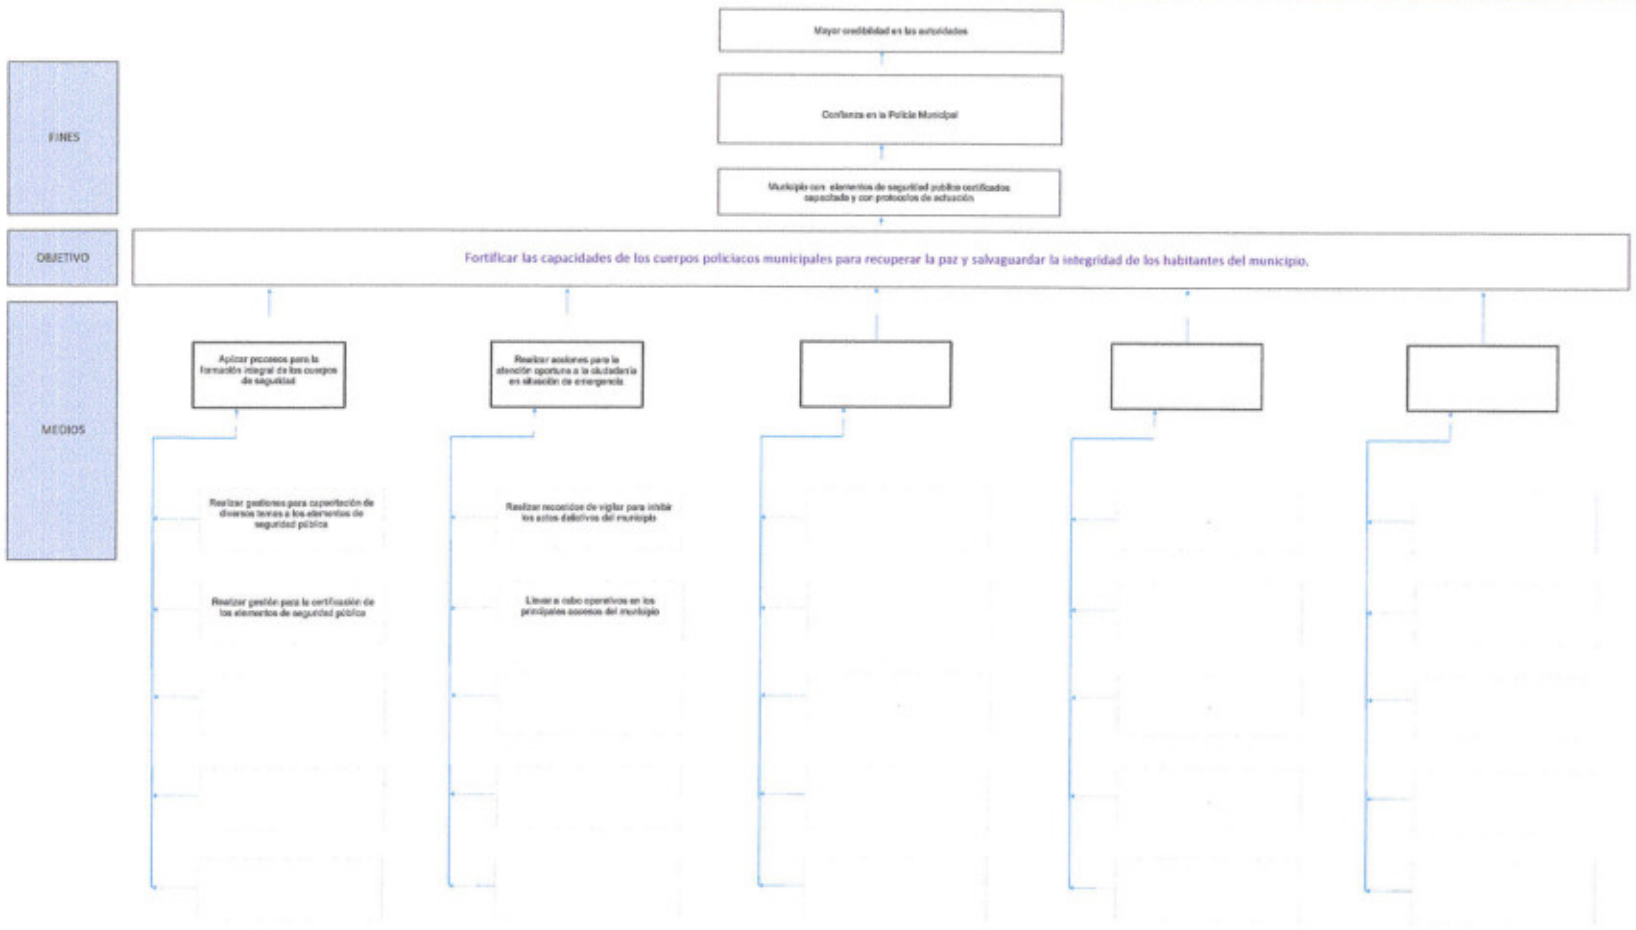 Mayor credibilidad en las autoridades
FINES
Confianza en la Policía Municipal
Municipio con elementos de seguridad publica certificados
capacitado y con protocolos de actuación
OBJETIVO
Fortificar las capacidades de los cuerpos policiacos municipales para recuperar la paz y salvaguardar la integridad de los habitantes del municipio.
MEDIOS
Aplicar procesos para la
formación integral de los cuerpos
de seguridad
Realizar acciones para la
atención oportuna a la ciudadanía
en situación de emergencia
Realizar gestiones para capacitación de
diversos temas a los elementos de
seguridad pública
Realizar recorridos de vigilar para inhibir
los actos delictivos del municipio
Realizar gestión para la certificación de
los elementos de seguridad pública
Llevar a cabo operativos en los
principales accesos del municipio